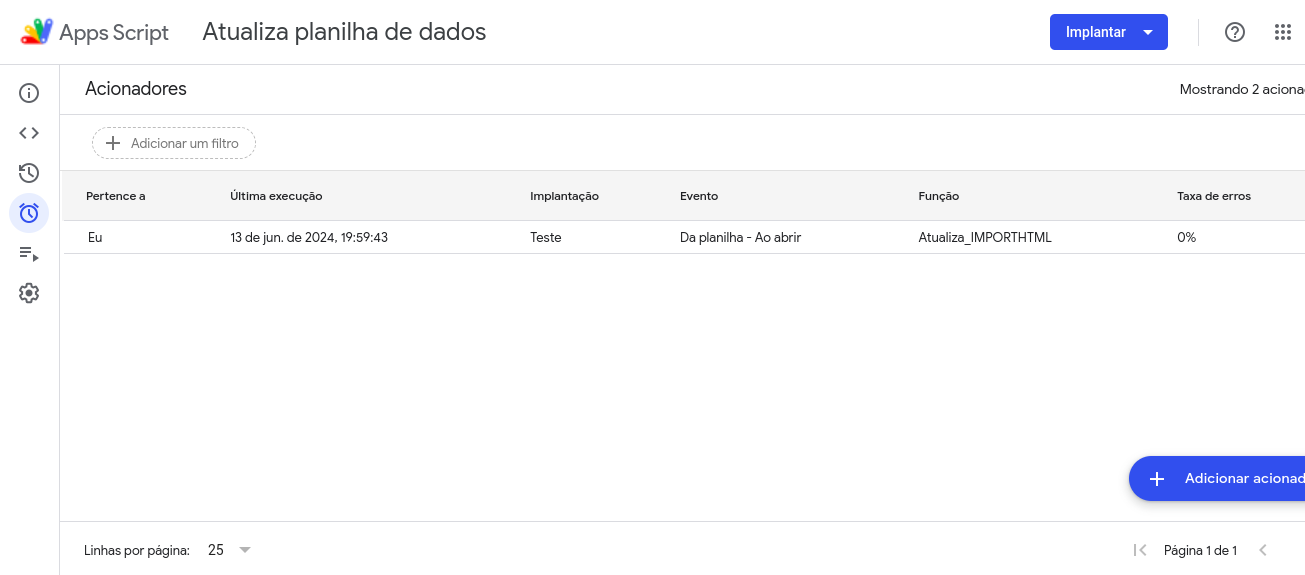 Apps Script Atualiza planilha de dados Implantar
Acionadores Mostrando 2 aciona
Adicionar um filtro
Pertence a Última execução Implantação Evento Função Taxa de erros
Eu 13 de jun. de 2024, 19:59:43 Teste Da planilha - Ao abrir Atualiza_IMPORTHTML 0%
Adicionar acionad
Linhas por página: 25 Página 1 de 1